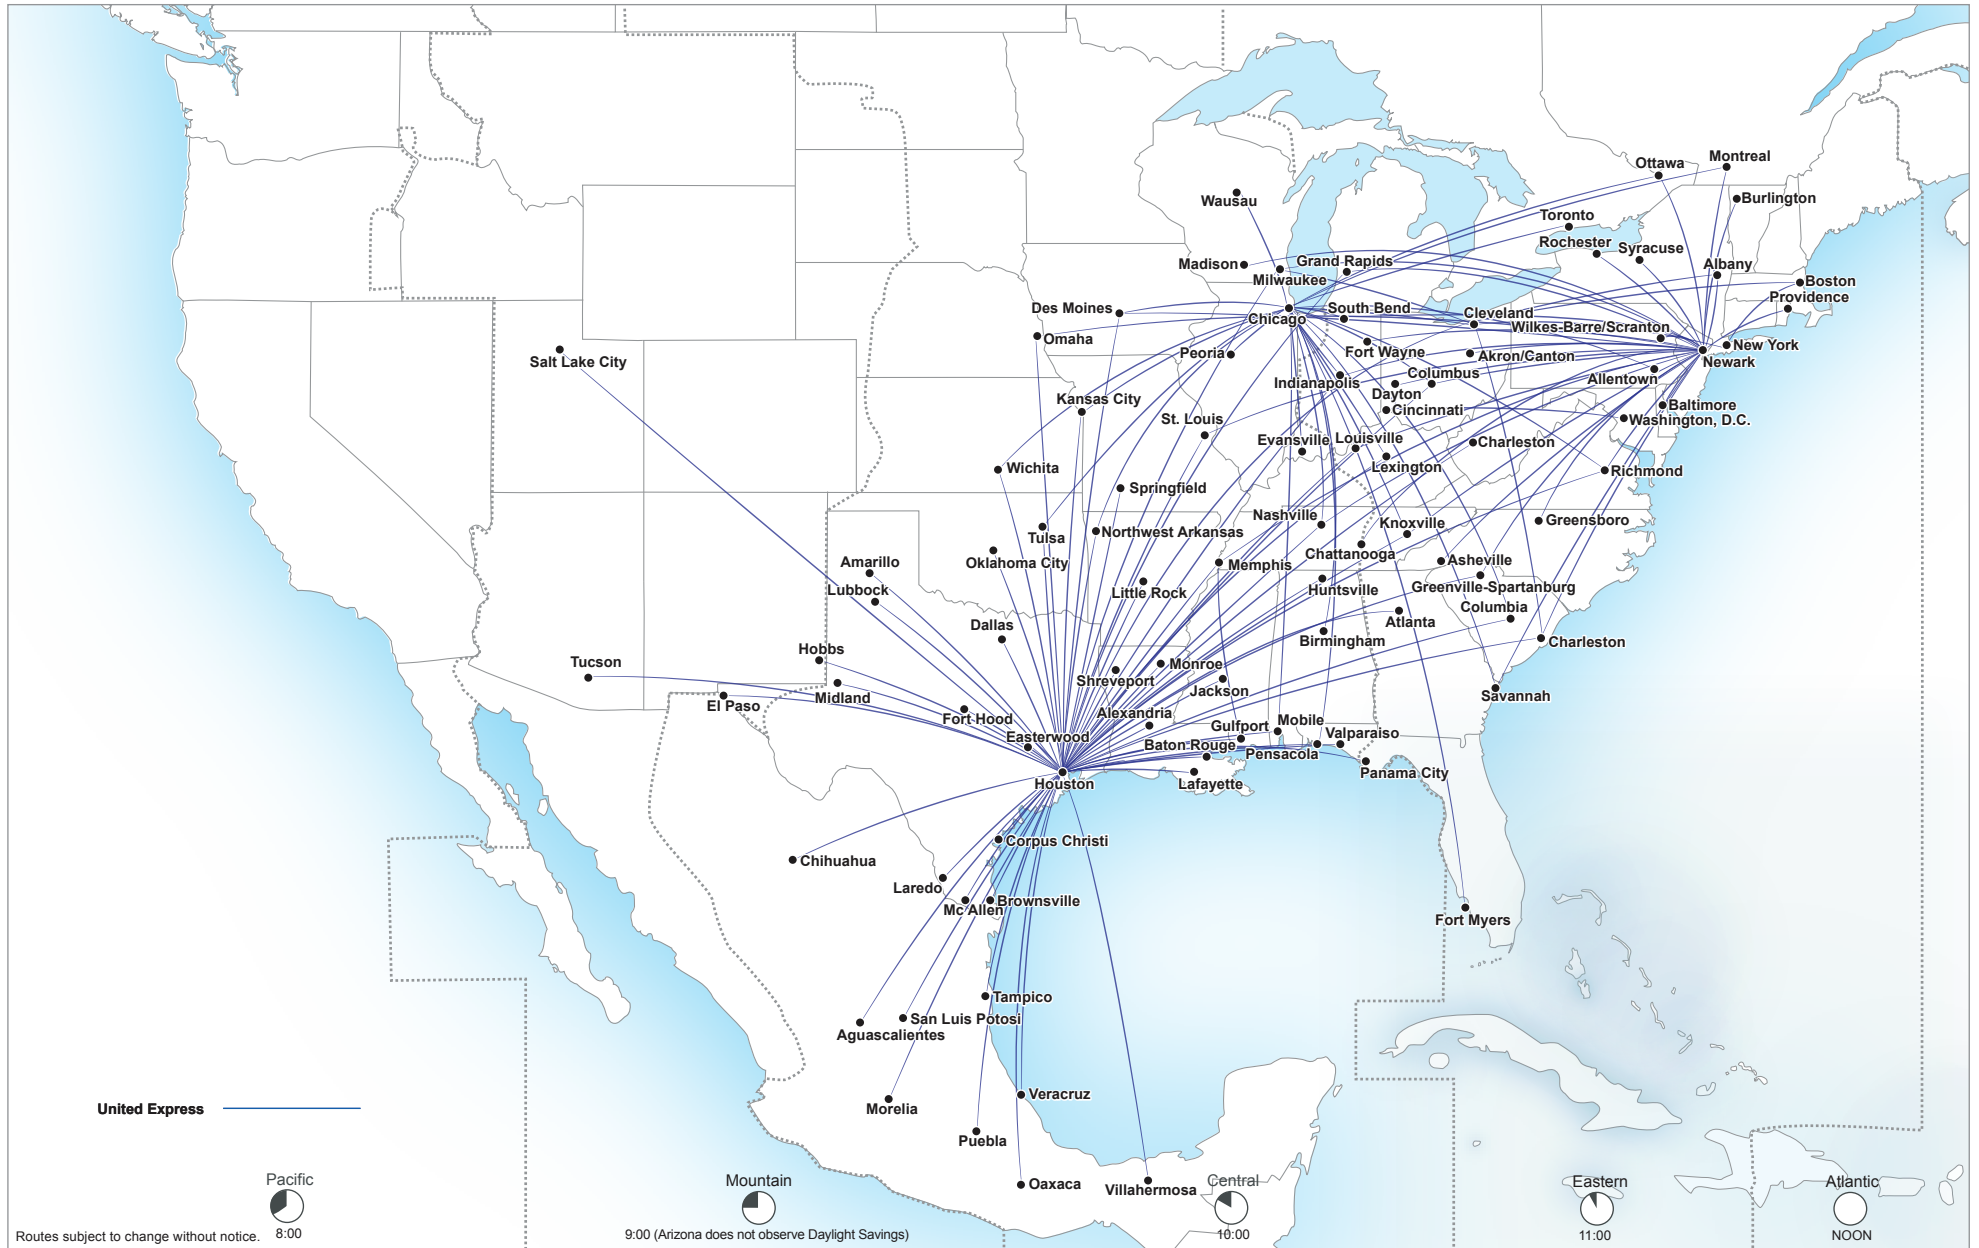 Ottawa
Montreal
Burlington
Wausau
Toronto
Rochester
Syracuse
Madison
Grand Rapids
Albany
Milwaukee
Boston
Providence
Des Moines
South Bend
Cleveland
Chicago
Wilkes-Barre/Scranton
Omaha
New York
Peoria
Fort Wayne
Akron/Canton
Newark
Salt Lake City
Indianapolis
Columbus
Allentown
Dayton
Kansas City
Cincinnati
Baltimore
St. Louis
Washington, D.C.
Evansville
Louisville
Charleston
Wichita
Lexington
Richmond
Springfield
Nashville
Knoxville
Greensboro
Northwest Arkansas
Tulsa
Chattanooga
Oklahoma City
Memphis
Asheville
Amarillo
Lubbock
Little Rock
Huntsville
Greenville-Spartanburg
Columbia
Dallas
Atlanta
Birmingham
Charleston
Hobbs
Tucson
Monroe
Shreveport
Jackson
Savannah
Midland
El Paso
Fort Hood
Alexandria
Gulfport
Mobile
Easterwood
Valparaiso
Baton Rouge
Pensacola
Panama City
Houston
Lafayette
Corpus Christi
Chihuahua
Laredo
Mc Allen
Brownsville
Fort Myers
Tampico
San Luis Potosi
Aguascalientes
Veracruz
Morelia
United Express
Puebla
Oaxaca
Villahermosa
Pacific
Mountain
Central
Eastern
Atlantic
Routes subject to change without notice.
8:00
9:00 (Arizona does not observe Daylight Savings)
10:00
11:00
NOON